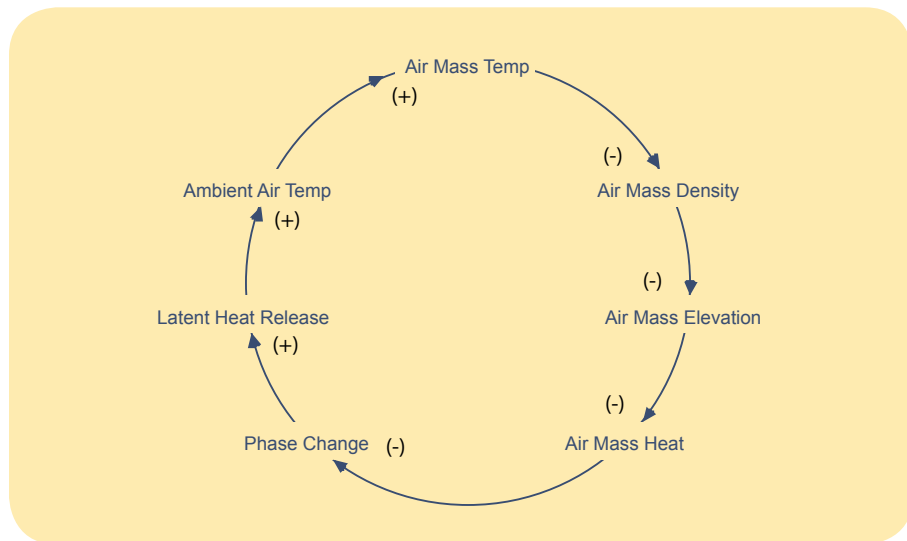 Air Mass Temp
(+)
(-)
Ambient Air Temp
Air Mass Density
(+)
(-)
Latent Heat Release
Air Mass Elevation
(+)
(-)
Phase Change
(-)
Air Mass Heat